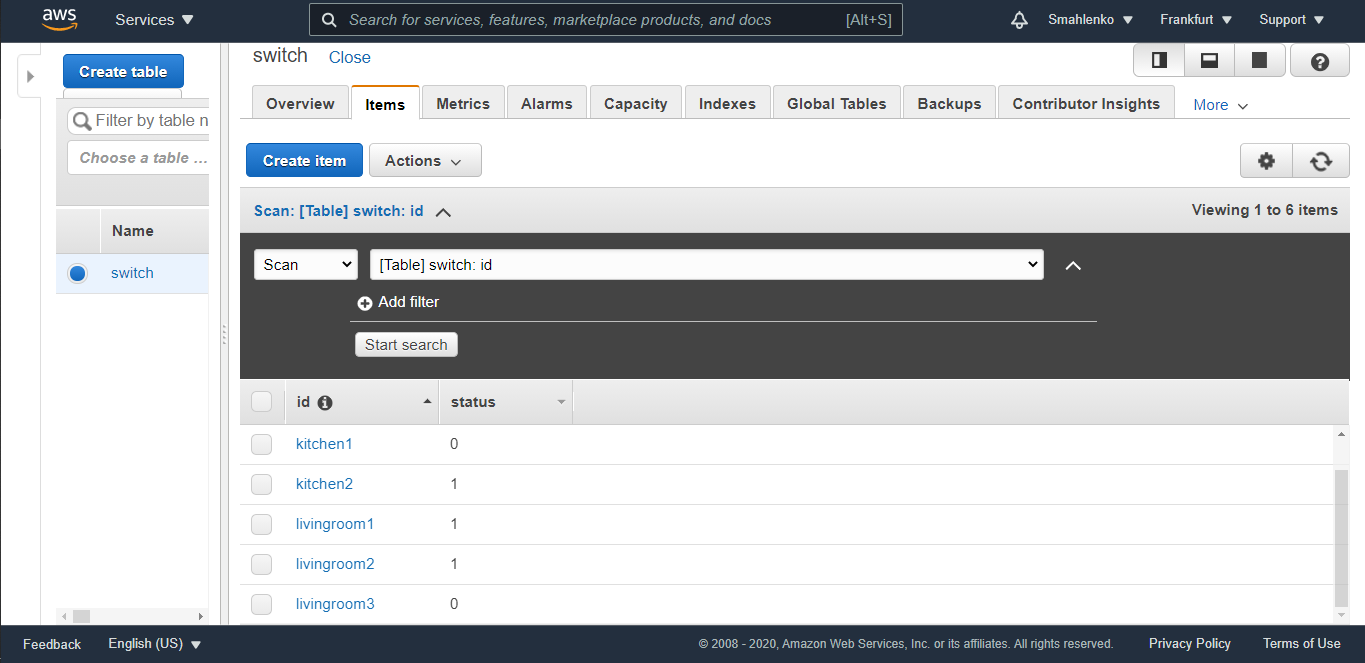 aws Services Search for services, features, marketplace products, and docs [Alt+S] Smahlenko Frankfurt Support
Create table
Filter by table n
Choose a table ...
Name
switch
switch Close
Overview Items Metrics Alarms Capacity Indexes Global Tables Backups Contributor Insights More
Create item Actions
Scan: [Table] switch: id Viewing 1 to 6 items
Scan [Table] switch: id
Add filter
Start search
id status
kitchen1 0
kitchen2 1
livingroom1 1
livingroom2 1
livingroom3 0
Feedback English (US) © 2008 - 2020, Amazon Web Services, Inc. or its affiliates. All rights reserved. Privacy Policy Terms of Use